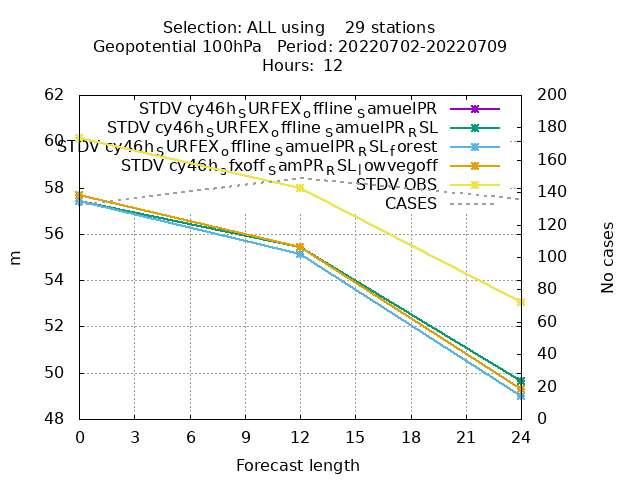 Selection: ALL using 29 stations
Geopotential 100hPa Period: 20220702-20220709
Hours: 12
62
60
58
56
54
52
50
48
m
200
180
160
140
120
100
80
60
40
20
0
No cases
STDV cy46h_SURFEX_offline_SamuelPR
STDV cy46h_SURFEX_offline_SamuelPR_RSL
STDV cy46h_SURFEX_offline_SamuelPR_RSL_forest
STDV cy46h_sfxoff_SamPR_RSL_lowvegoff
STDV OBS
CASES
0 3 6 9 12 15 18 21 24
Forecast length